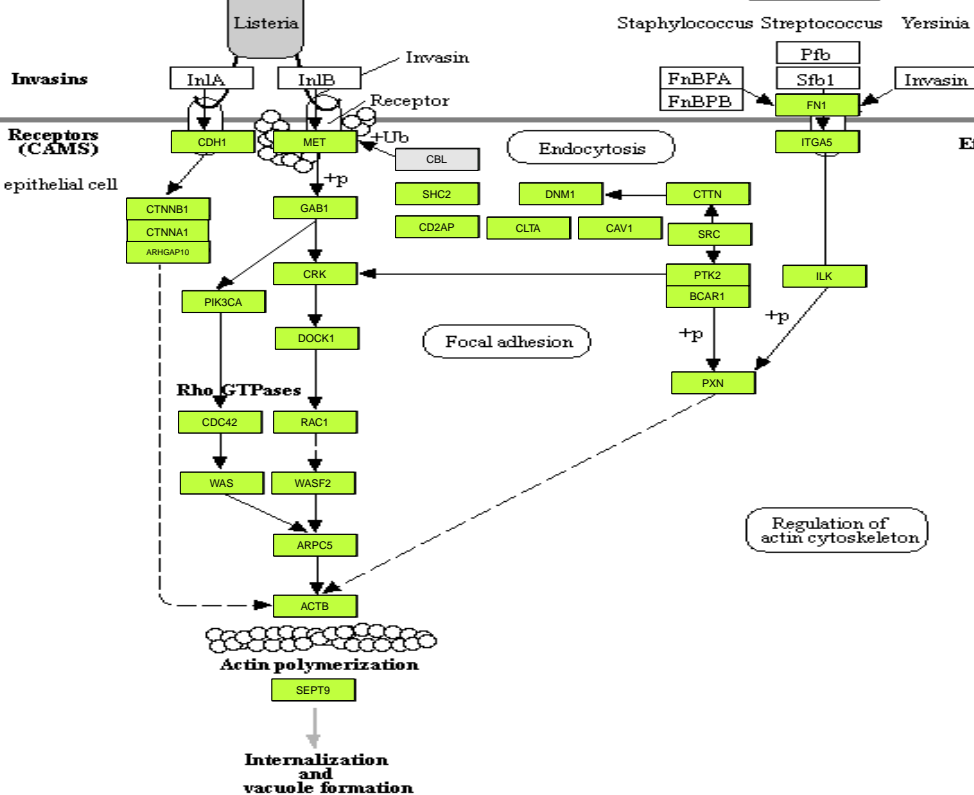 Listeria
Staphylococcus Streptococcus Yersinia
Invasins
InlA
InlB
Invasin
Pfb
FnBPA
Sfb1
Invasin
FnBPB
FN1
Receptor
Receptors
(CAMS)
CDH1
MET
+Ub
CBL
Endocytosis
ITGA5
epithelial cell
+p
CTNNB1
GAB1
SHC2
DNM1
CTTN
CTNNA1
CD2AP
CLTA
CAV1
SRC
ARHGAP10
CRK
PTK2
ILK
BCAR1
PIK3CA
DOCK1
Focal adhesion
+p
+p
PXN
Rho GTPases
CDC42
RAC1
WAS
WASF2
Regulation of
actin cytoskeleton
ARPC5
ACTB
Actin polymerization
SEPT9
Internalization
and
vacuole formation